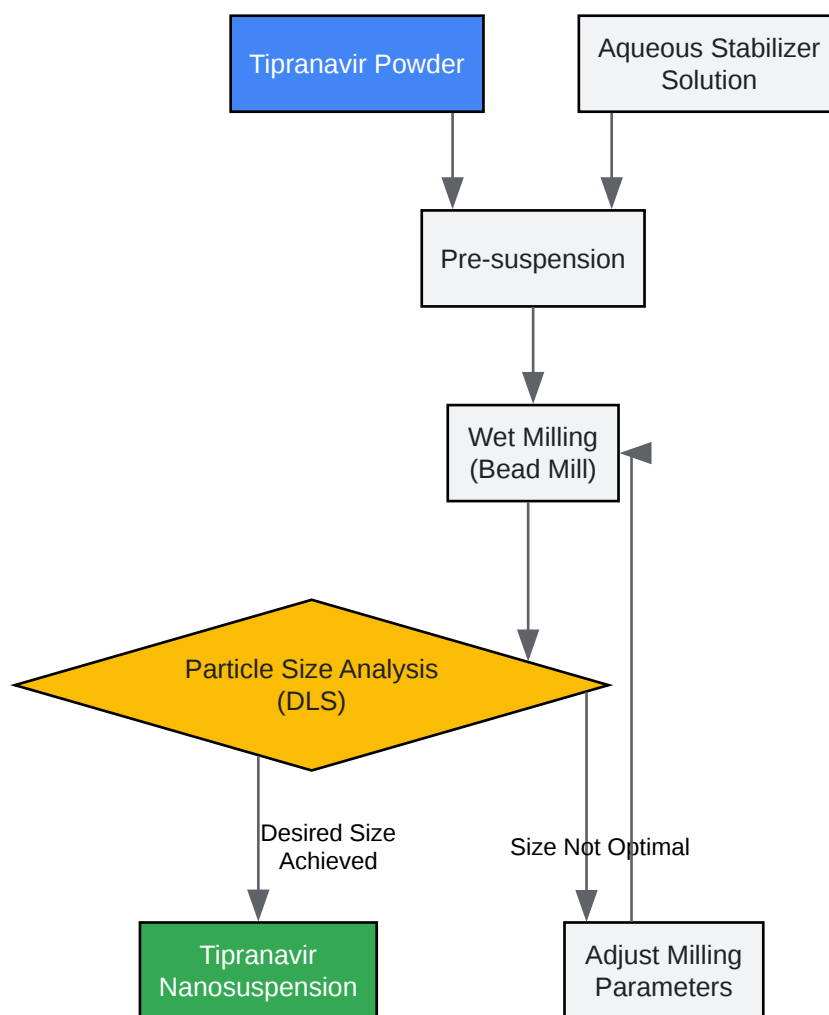 Tipranavir Powder
Aqueous Stabilizer
Solution
Pre-suspension
Wet Milling
(Bead Mill)
Particle Size Analysis
(DLS)
Desired Size
Achieved
Size Not Optimal
Tipranavir
Nanosuspension
Adjust Milling
Parameters